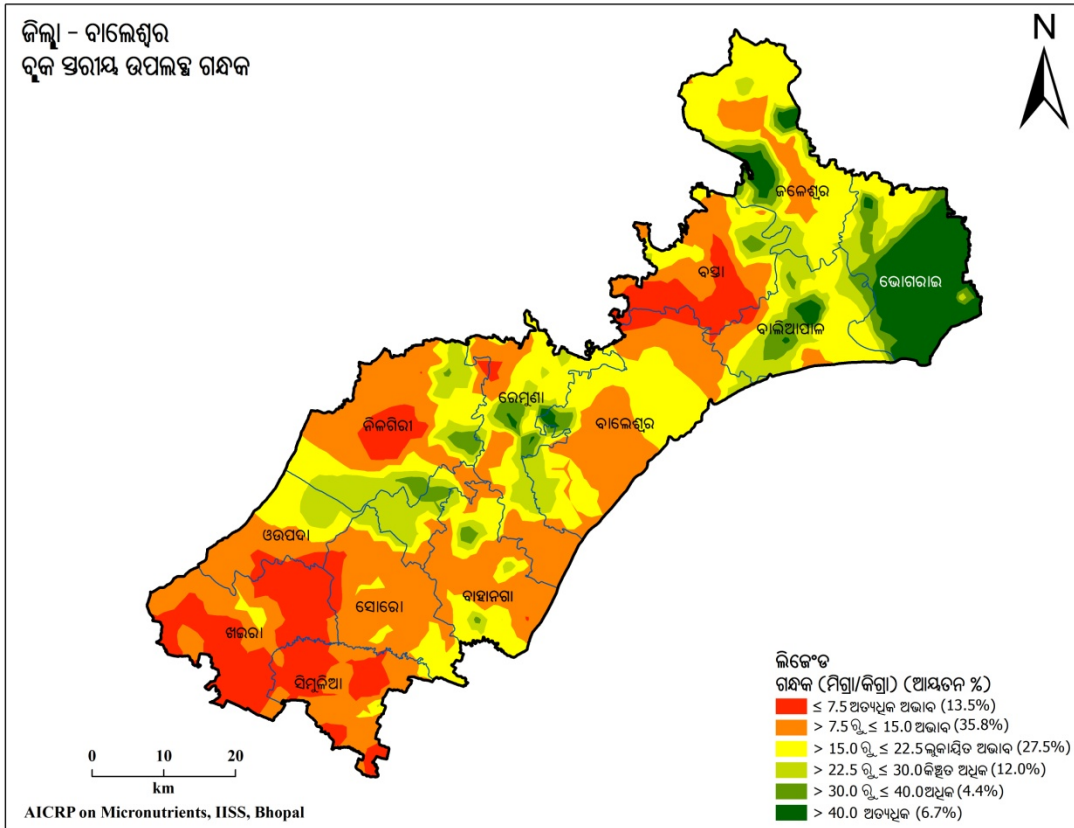 ଜିଲ୍ଲା - ବାଲେଶ୍ୱର
ବ୍ଲକ ସ୍ତରୀୟ ଉପଲବ୍ଧ ଗନ୍ଧକ
N
ଜଳେଶ୍ୱର
ବସ୍ତା
ଭୋଗରାଇ
ବାଲିଆପାଳ
ରେମୁଣା
ନିଳଗିରୀ
ବାଲେଶ୍ୱର
ଓଉପଦା
ସୋରୋ
ବାହାନଗା
ଖଇରା
ସିମୁଳିଆ
ଲିଜେଂଡ
ଗନ୍ଧକ (ମିଗ୍ରା/କିଗ୍ରା) (ଆୟତନ %)
≤ 7.5 ଅତ୍ୟଧିକ ଅଭାବ (13.5%)
> 7.5 ରୁ ≤ 15.0 ଅଭାବ (35.8%)
> 15.0 ରୁ ≤ 22.5 ଲୁକାୟିତ ଅଭାବ (27.5%)
> 22.5 ରୁ ≤ 30.0 କିଞ୍ଚିତ ଅଧିକ (12.0%)
> 30.0 ରୁ ≤ 40.0 ଅଧିକ (4.4%)
> 40.0 ଅତ୍ୟଧିକ (6.7%)
0 10 20
km
AICRP on Micronutrients, IISS, Bhopal